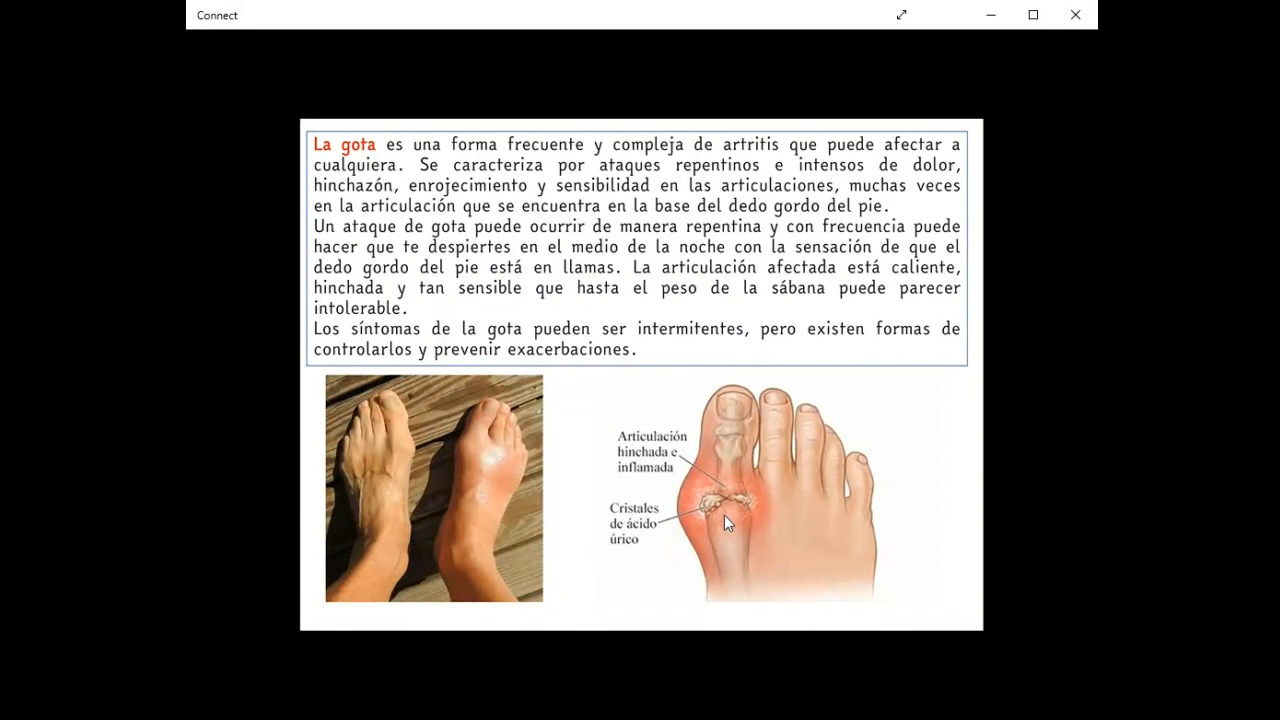 Connect
La gota es una forma frecuente y compleja de artritis que puede afectar a
cualquiera. Se caracteriza por ataques repentinos e intensos de dolor,
hinchazón, enrojecimiento y sensibilidad en las articulaciones, muchas veces
en la articulación que se encuentra en la base del dedo gordo del pie.
Un ataque de gota puede ocurrir de manera repentina y con frecuencia puede
hacer que te despiertes en el medio de la noche con la sensación de que el
dedo gordo del pie está en llamas. La articulación afectada está caliente,
hinchada y tan sensible que hasta el peso de la sábana puede parecer
intolerable.
Los síntomas de la gota pueden ser intermitentes, pero existen formas de
controlarlos y prevenir exacerbaciones.
Articulación
hinchada e
inflamada
Cristales
de ácido
úrico